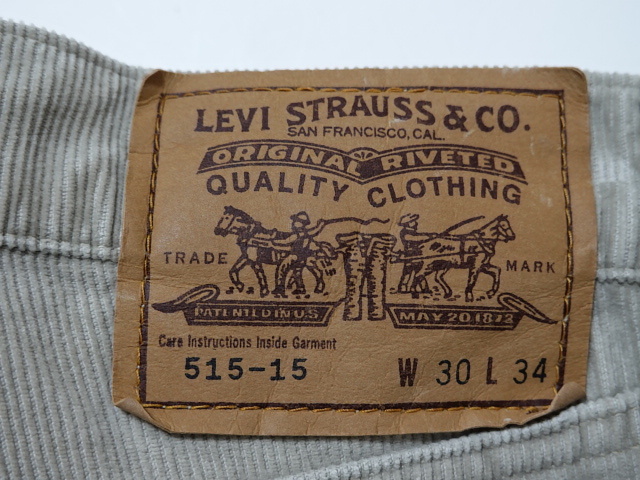 LEVI STRAUSS & CO.
SAN FRANCISCO, CAL.
ORIGINAL RIVETED
QUALITY CLOTHING
TRADE MARK
PATENTED IN U.S. MAY 20 1873
Care Instructions Inside Garment
515-15 W 30 L 34